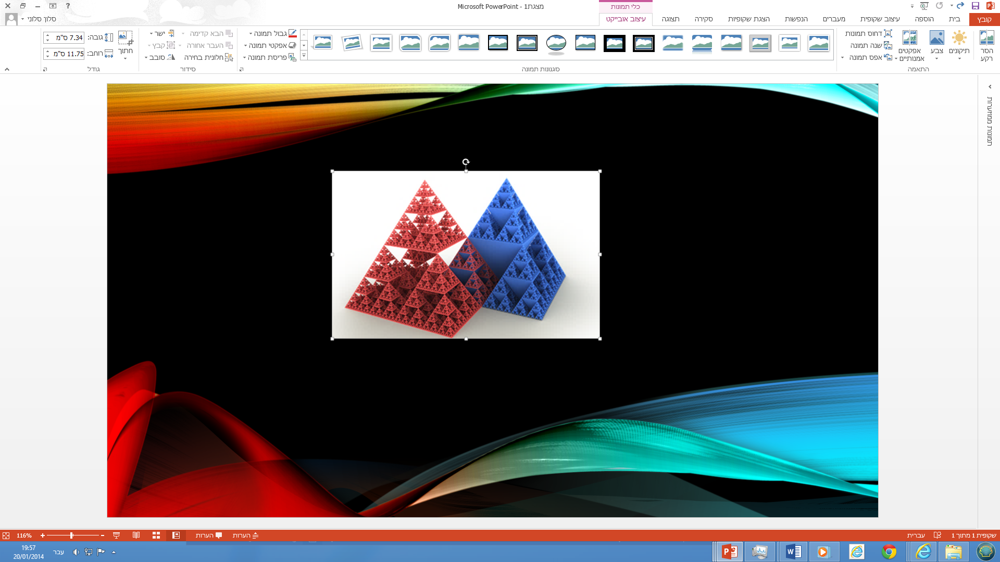 מצגת1 - Microsoft PowerPoint
כלי תמונות
קובץ
בית
הוספה
עיצוב שקופית
מעברים
הנפשות
הצגת שקופיות
סקירה
תצוגה
עיצוב אובייקט
סלון סלוני
הסר רקע
תיקונים
צבע
אפקטים אמנותיים
דחוס תמונות
שנה תמונה
אפס תמונה
התאמה
סגנונות תמונה
גבול תמונה
אפקטי תמונה
פריסת תמונה
הבא קדימה
העבר אחורה
חלונית בחירה
ישר
קבץ
סובב
סידור
חתוך
גובה: 7.34 ס"מ
רוחב: 11.75 ס"מ
גודל
תמונות ממוזערות
שקופית 1 מתוך 1
עברית
הערות
הערות
116%
עבר
19:57
20/01/2014